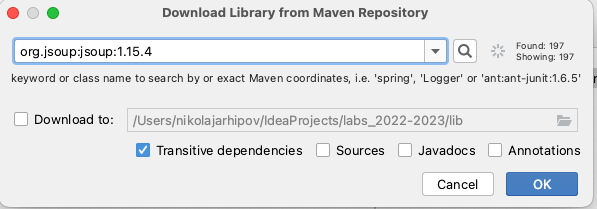 Download Library from Maven Repository
org.jsoup:jsoup:1.15.4
Found: 197
Showing: 197
keyword or class name to search by or exact Maven coordinates, i.e. 'spring', 'Logger' or 'ant:ant-junit:1.6.5'
Download to: /Users/nikolajarhipov/IdeaProjects/labs_2022-2023/lib
Transitive dependencies Sources Javadocs Annotations
Cancel OK